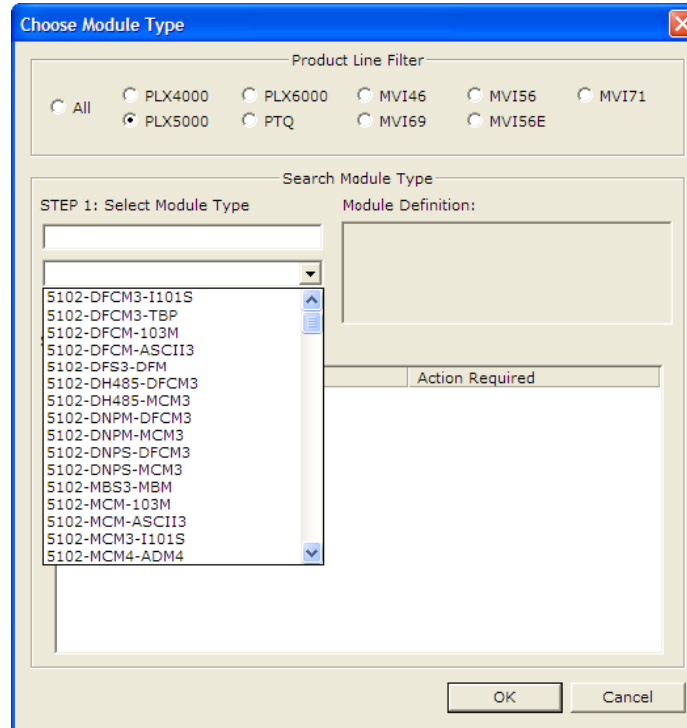 Choose Module Type
Product Line Filter
All
PLX4000
PLX6000
MVI46
MVI56
MVI71
PLX5000
PTQ
MVI69
MVI56E
Search Module Type
STEP 1: Select Module Type
Module Definition:
5102-DFCM3-I101S
5102-DFCM3-TBP
5102-DFCM-103M
5102-DFCM-ASCII3
5102-DFS3-DFM
5102-DH485-DFCM3
5102-DH485-MCM3
5102-DNPM-DFCM3
5102-DNPM-MCM3
5102-DNPS-DFCM3
5102-DNPS-MCM3
5102-MBS3-MBM
5102-MCM-103M
5102-MCM-ASCII3
5102-MCM3-I101S
5102-MCM4-ADM4
Action Required
OK
Cancel